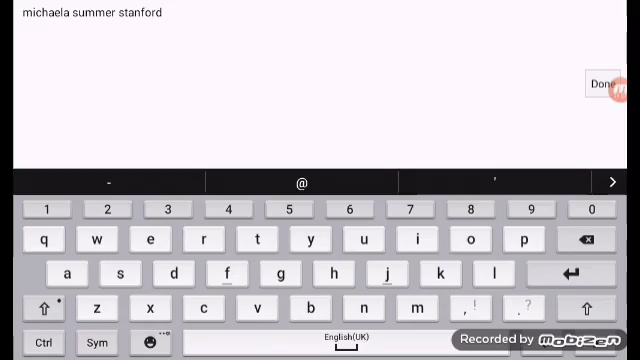 michaela summer stanford
Done
- @ '
1 2 3 4 5 6 7 8 9 0
q w e r t y u i o p
a s d f g h j k l
z x c v b n m , ! . ?
Ctrl Sym English(UK)
Recorded by mobizen